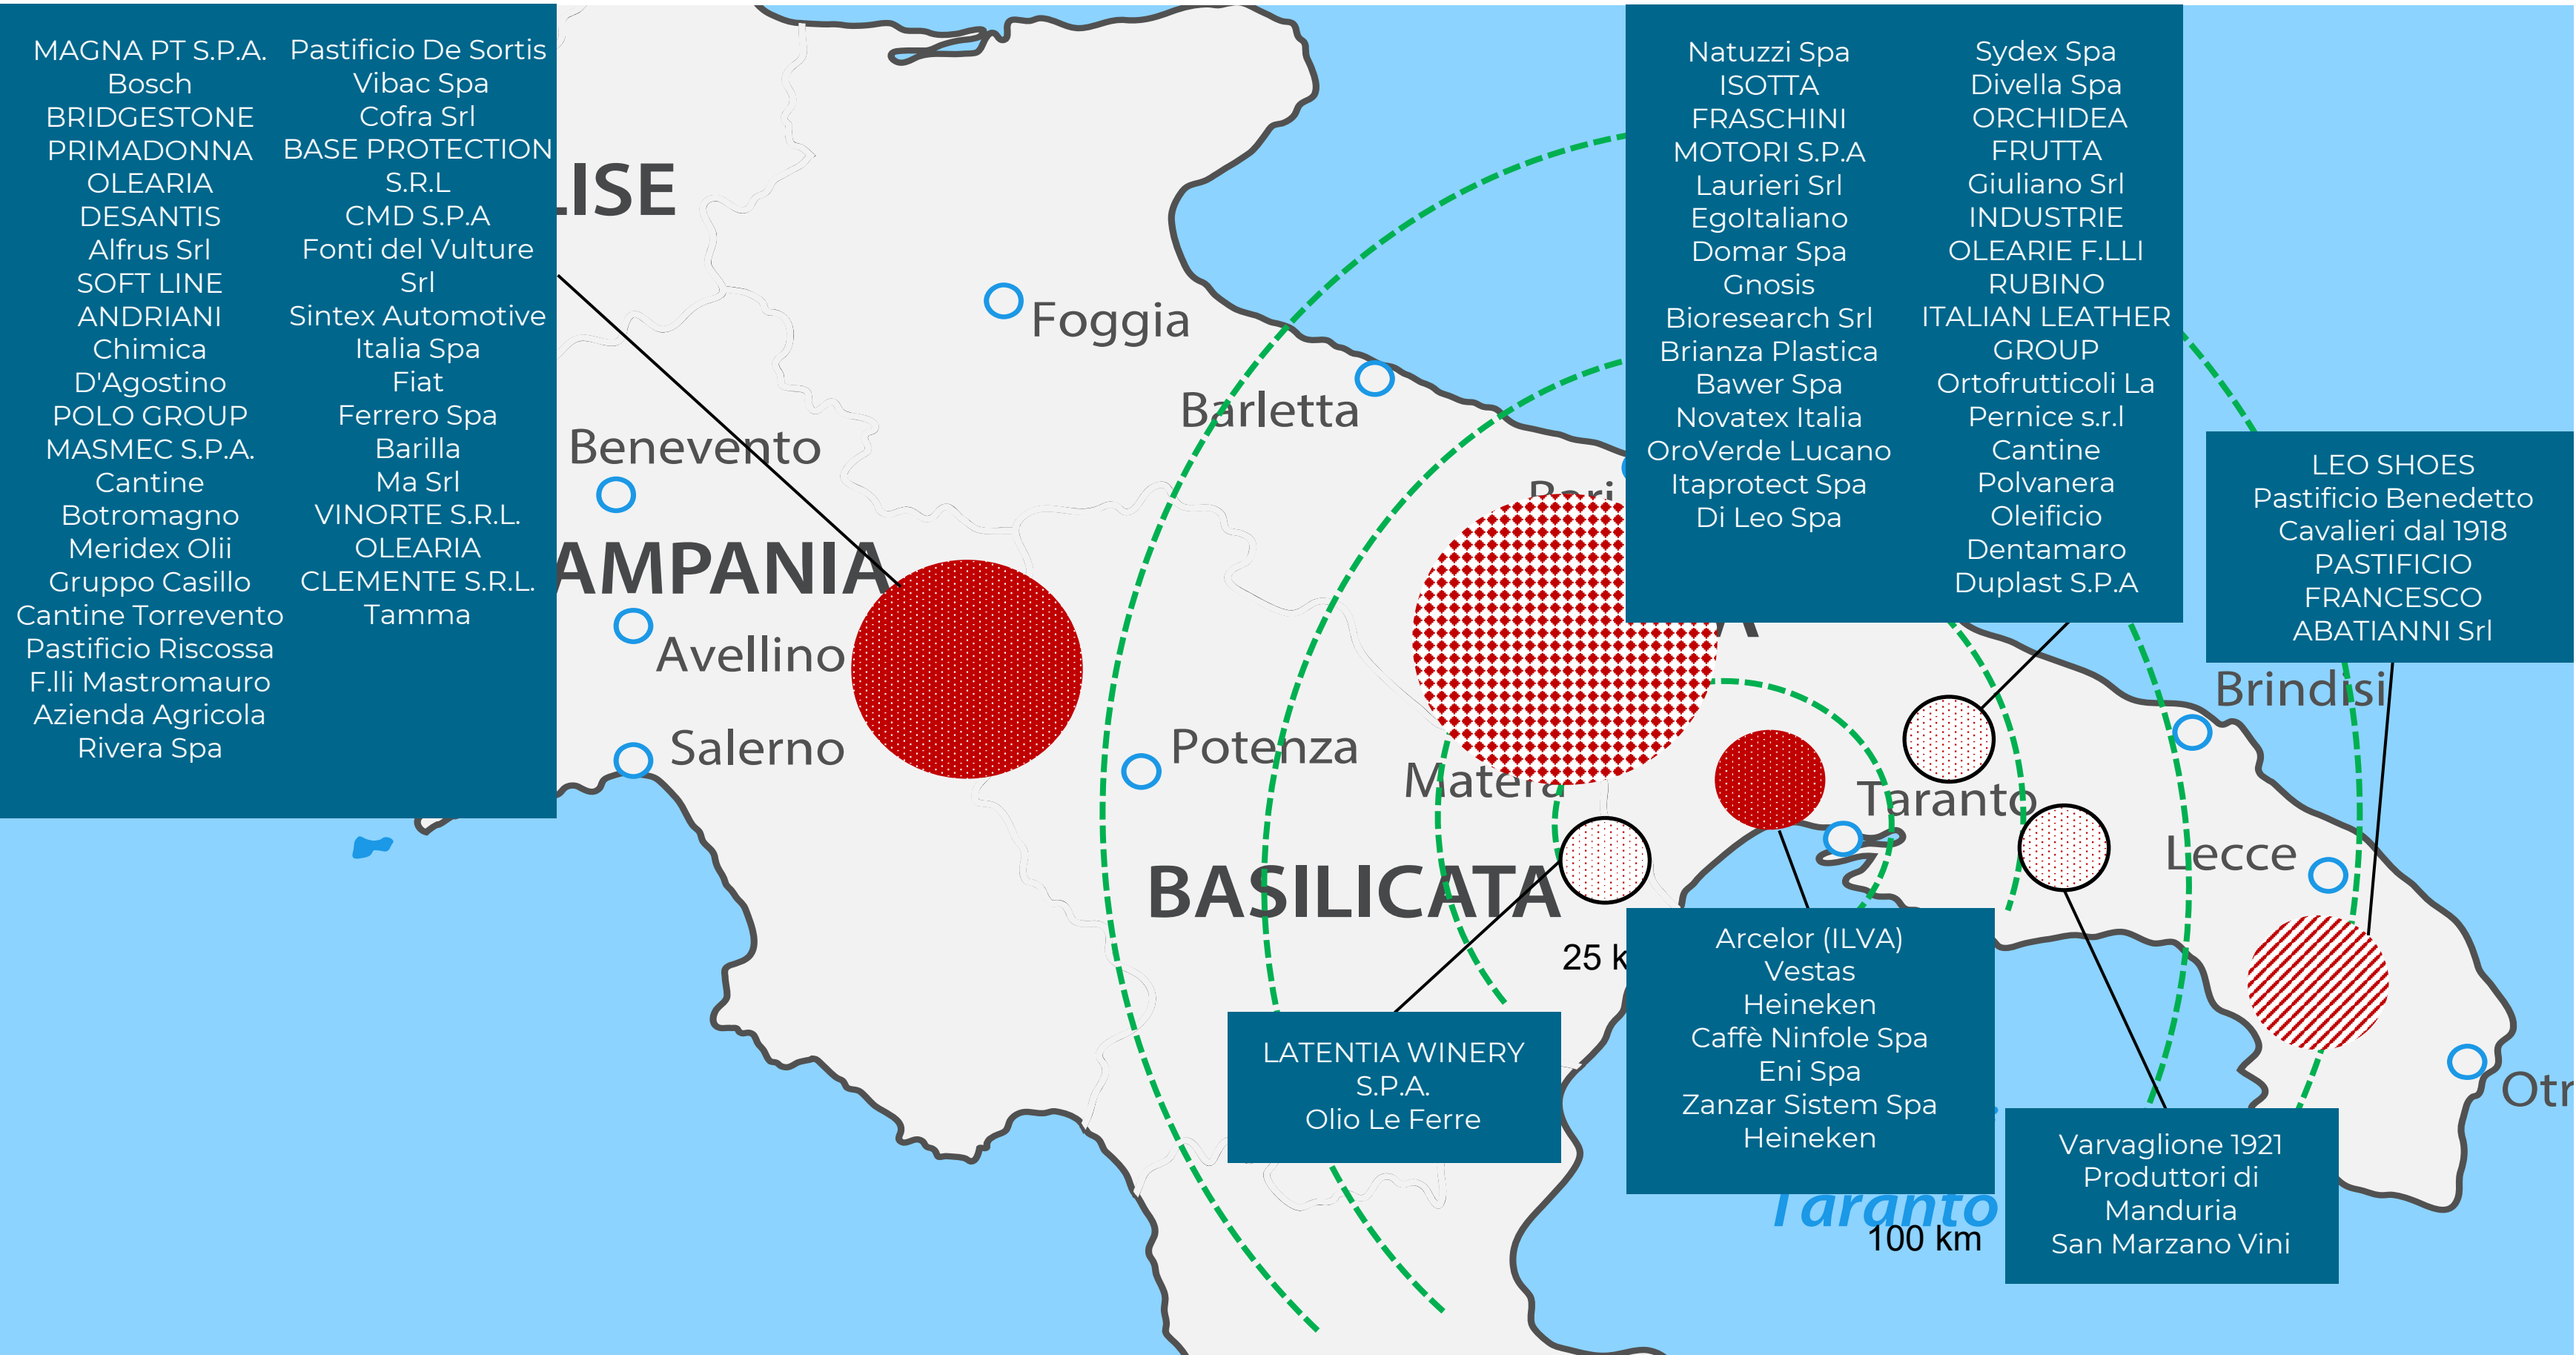 MAGNA PT S.P.A.
Bosch
BRIDGESTONE
PRIMADONNA
OLEARIA
DESANTIS
Alfrus Srl
SOFT LINE
ANDRIANI
Chimica
D'Agostino
POLO GROUP
MASMEC S.P.A.
Cantine
Botromagno
Meridex Olii
Gruppo Casillo
Cantine Torrevento
Pastificio Riscossa
F.lli Mastromauro
Azienda Agricola
Rivera Spa
Pastificio De Sortis
Vibac Spa
Cofra Srl
BASE PROTECTION
S.R.L
CMD S.P.A
Fonti del Vulture
Srl
Sintex Automotive
Italia Spa
Fiat
Ferrero Spa
Barilla
Ma Srl
VINORTE S.R.L.
OLEARIA
CLEMENTE S.R.L.
Tamma
LISE
Foggia
Barletta
Benevento
AMPANIA
Avellino
Salerno
Potenza
Bari
Matera
BASILICATA
25 k
Natuzzi Spa
ISOTTA
FRASCHINI
MOTORI S.P.A
Laurieri Srl
EgoItaliano
Domar Spa
Gnosis
Bioresearch Srl
Brianza Plastica
Bawer Spa
Novatex Italia
OroVerde Lucano
Itaprotect Spa
Di Leo Spa
Sydex Spa
Divella Spa
ORCHIDEA
FRUTTA
Giuliano Srl
INDUSTRIE
OLEARIE F.LLI
RUBINO
ITALIAN LEATHER
GROUP
Ortofrutticoli La
Pernice s.r.l
Cantine
Polvanera
Oleificio
Dentamaro
Duplast S.P.A
A
LEO SHOES
Pastificio Benedetto
Cavalieri dal 1918
PASTIFICIO
FRANCESCO
ABATIANNI Srl
Brindisi
Taranto
Lecce
Otr
LATENTIA WINERY
S.P.A.
Olio Le Ferre
Arcelor (ILVA)
Vestas
Heineken
Caffè Ninfole Spa
Eni Spa
Zanzar Sistem Spa
Heineken
Taranto
100 km
Varvaglione 1921
Produttori di
Manduria
San Marzano Vini